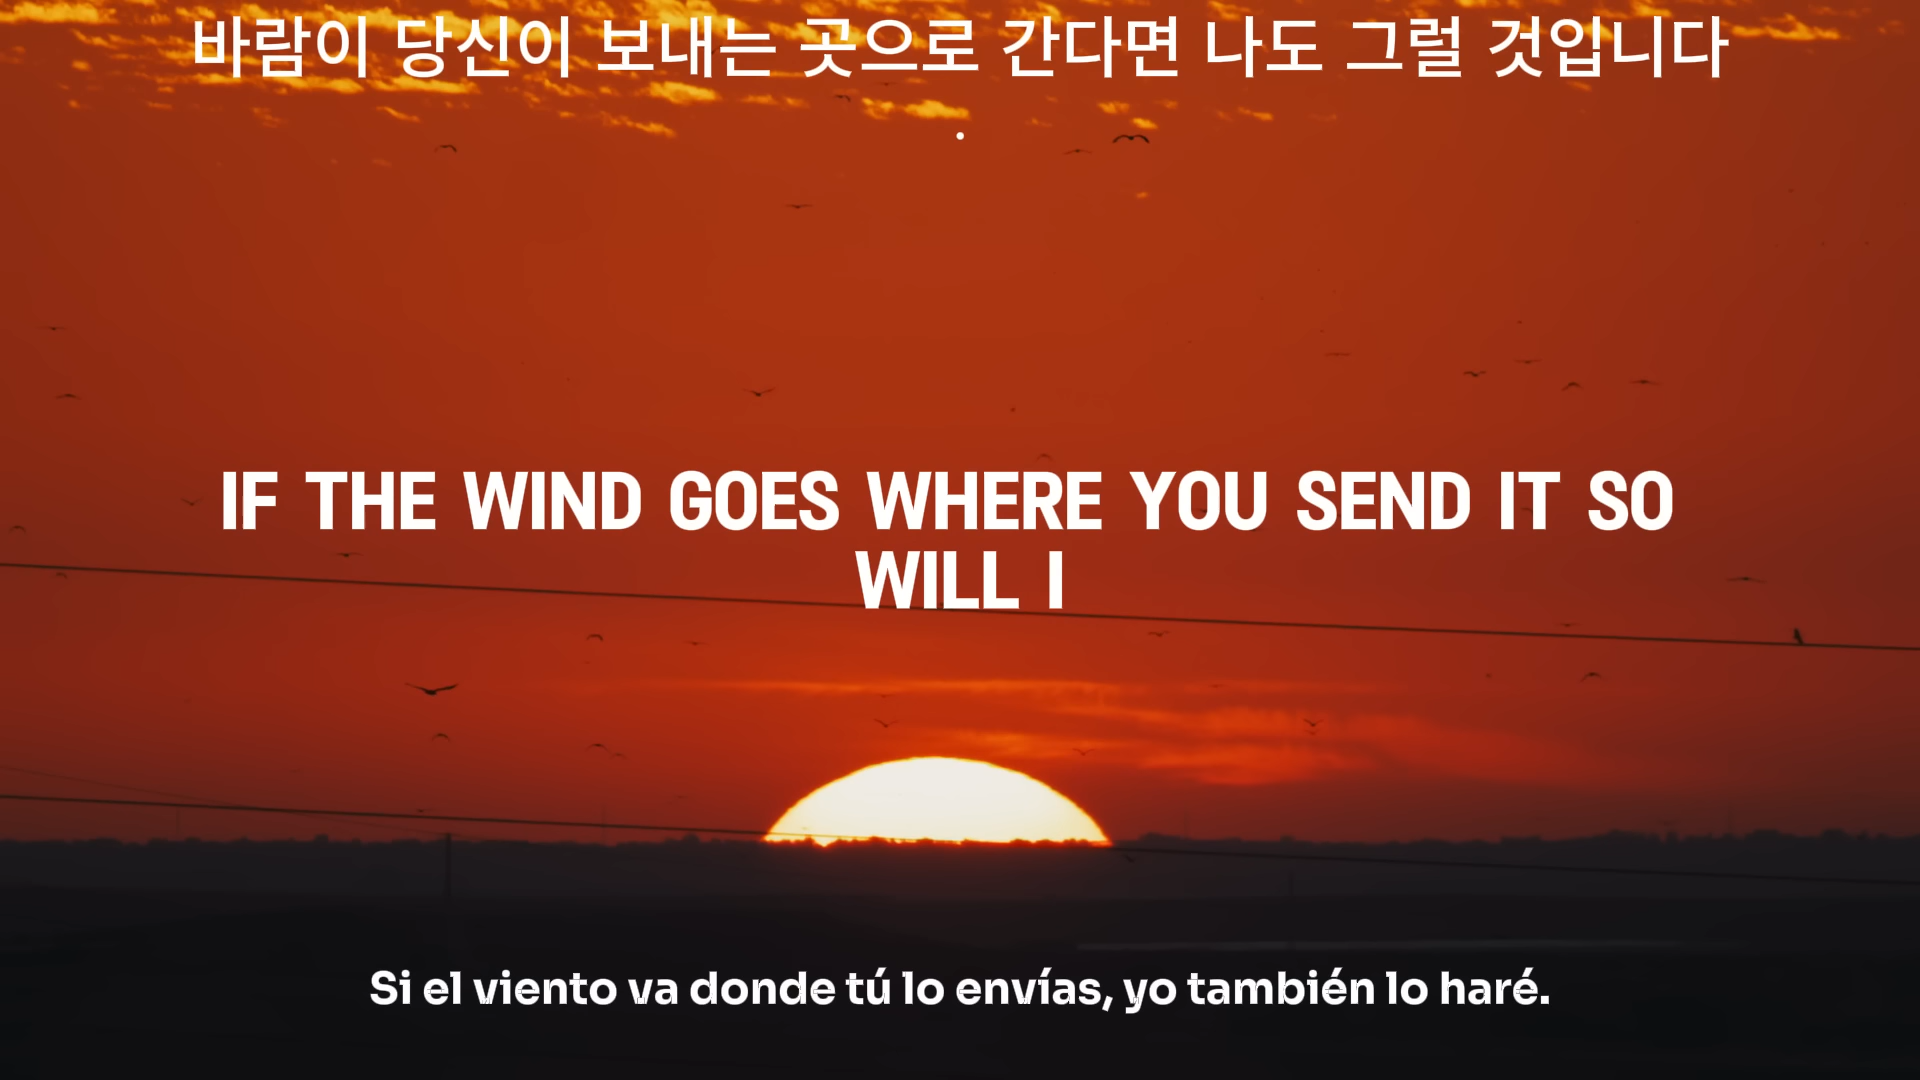 바람이 당신이 보내는 곳으로 간다면 나도 그럴 것입니다
.
IF THE WIND GOES WHERE YOU SEND IT SO
WILL I
Si el viento va donde tú lo envías, yo también lo haré.